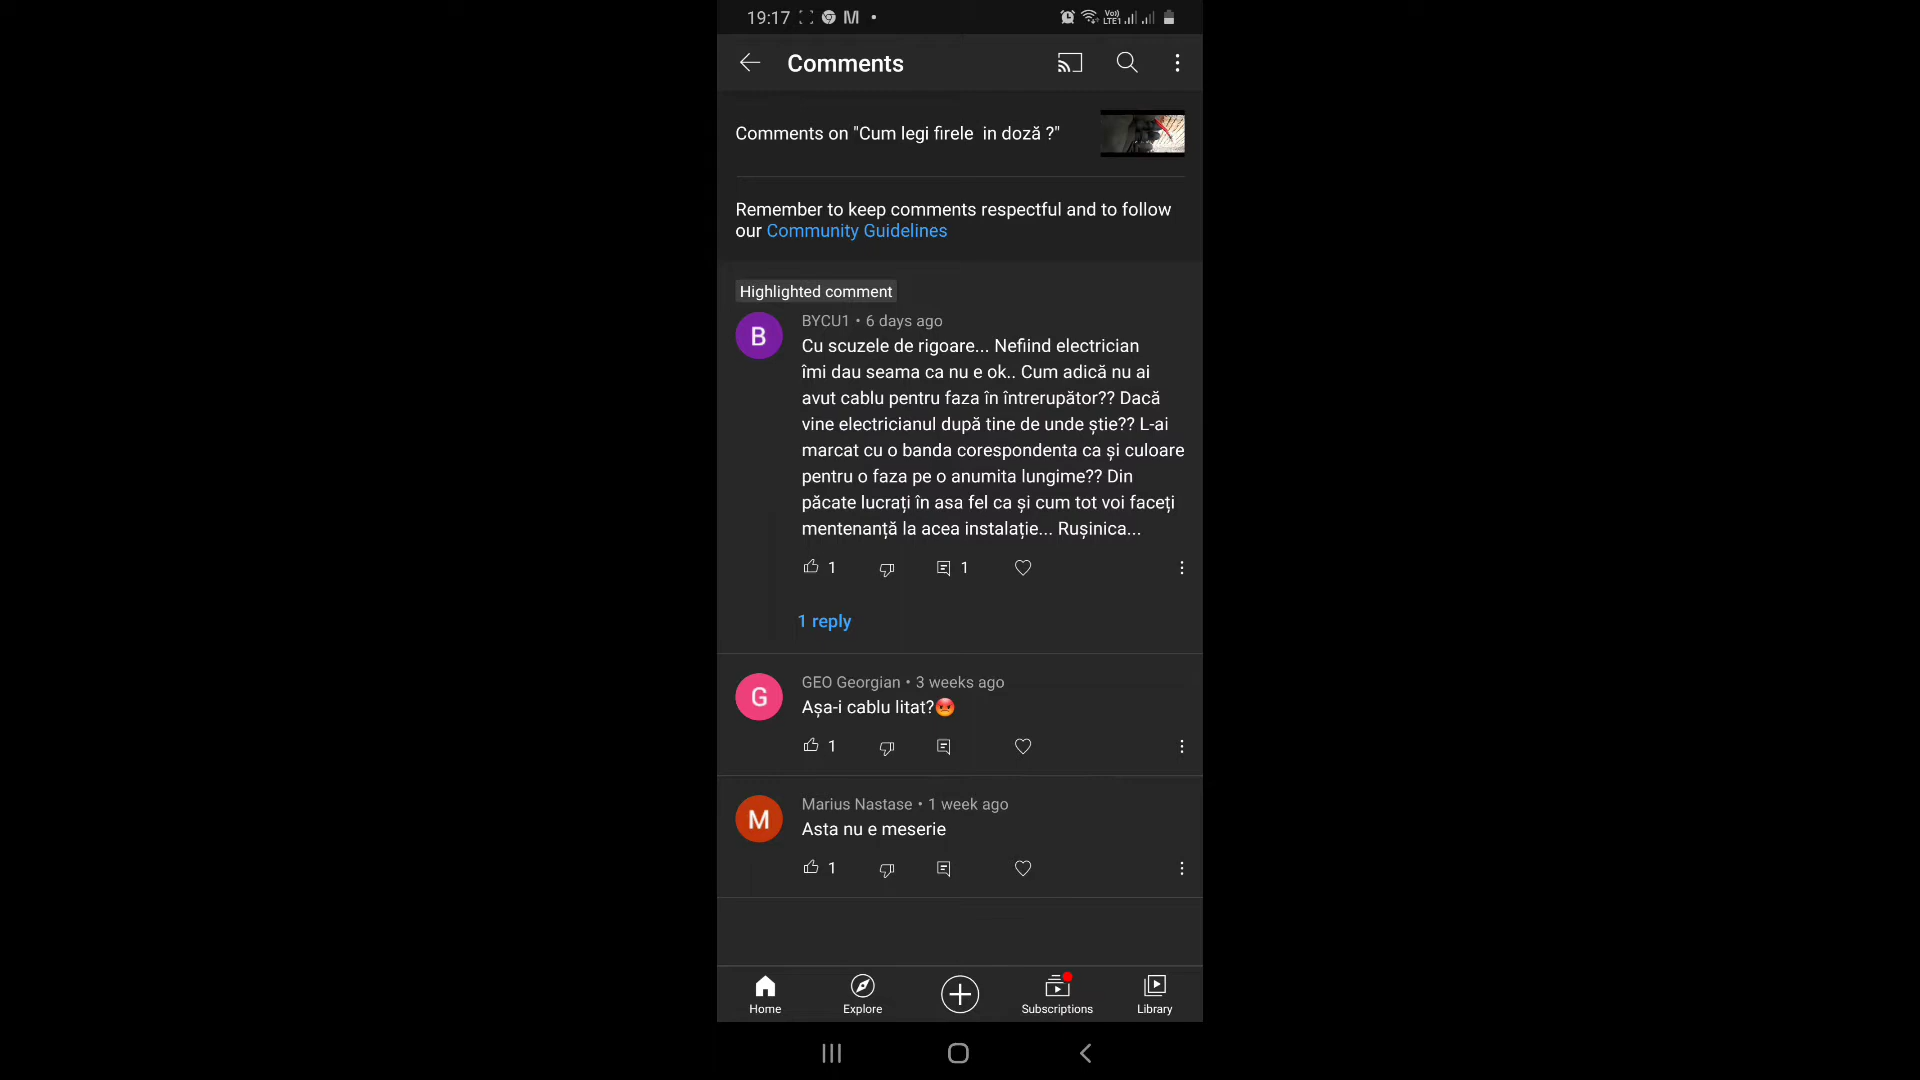 19:17 M
Vo)) LTE1
Comments
Comments on "Cum legi firele in doză ?"
Remember to keep comments respectful and to follow
our Community Guidelines
Highlighted comment
B
BYCU1 • 6 days ago
Cu scuzele de rigoare... Nefiind electrician
îmi dau seama ca nu e ok.. Cum adică nu ai
avut cablu pentru faza în întrerupător?? Dacă
vine electricianul după tine de unde știe?? L-ai
marcat cu o banda corespondenta ca și culoare
pentru o faza pe o anumita lungime?? Din
păcate lucrați în asa fel ca și cum tot voi faceți
mentenanță la acea instalație... Rușinica...
1 1
1 reply
G
GEO Georgian • 3 weeks ago
Așa-i cablu litat?😡
1
M
Marius Nastase • 1 week ago
Asta nu e meserie
1
Home Explore Subscriptions Library